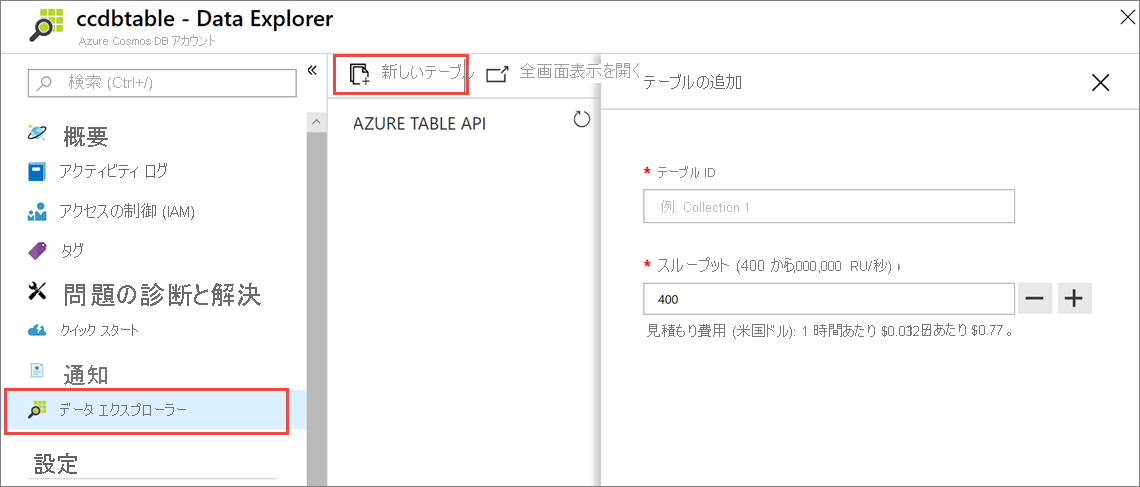 ccdbtable - Data Explorer
Azure Cosmos DB アカウント
検索 (Ctrl+/)
概要
アクティビティ ログ
アクセスの制御 (IAM)
タグ
問題の診断と解決
クイック スタート
通知
データ エクスプローラー
設定
新しいテーブル
全画面表示を開く
AZURE TABLE API
テーブルの追加
* テーブル ID
例: Collection 1
* スループット (400 から,000,000 RU/秒)
400
見積もり費用 (米国ドル): 1 時間あたり $0.032日あたり $0.77。